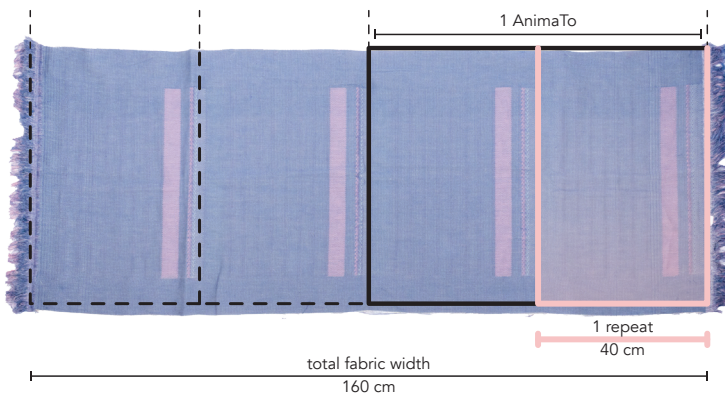 1 AnimaTo
1 repeat
40 cm
total fabric width
160 cm